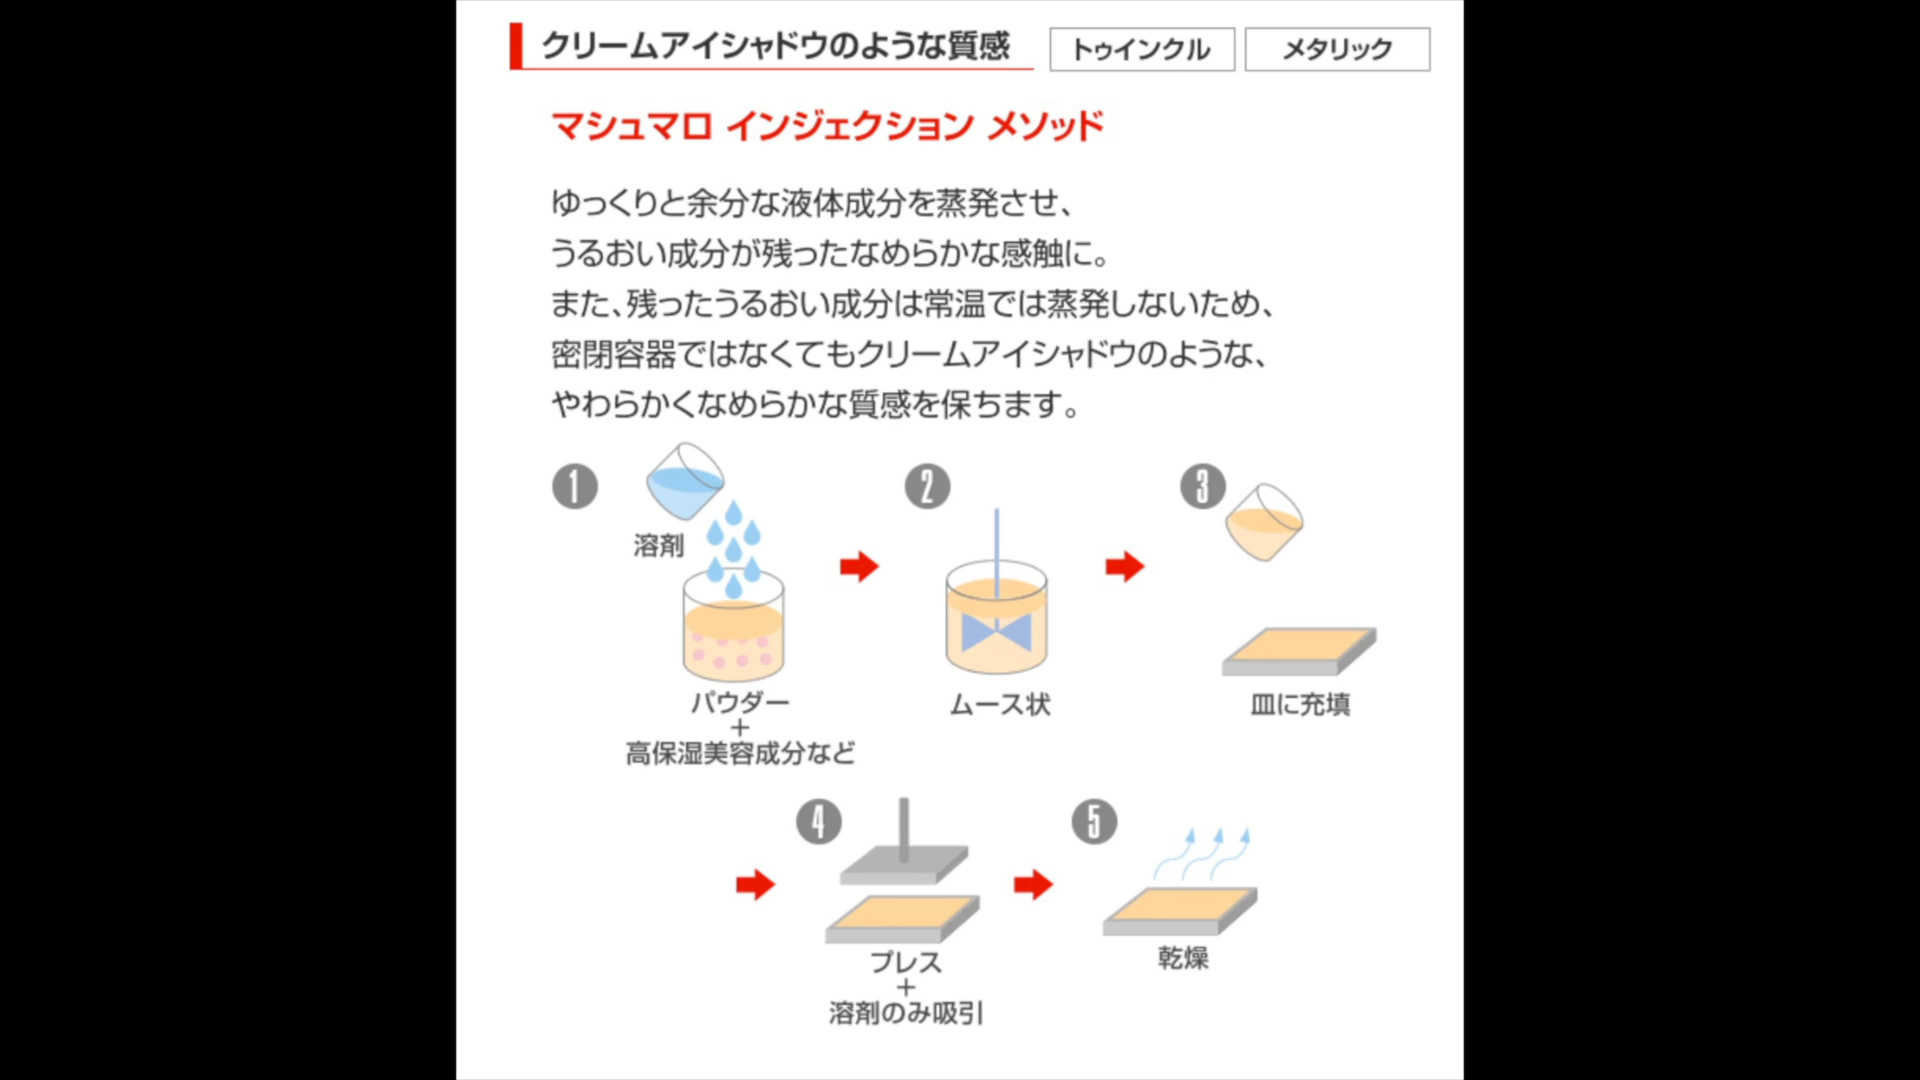 クリームアイシャドウのような質感
トゥインクル
メタリック
マシュマロ インジェクション メソッド
ゆっくりと余分な液体成分を蒸発させ、
うるおい成分が残ったなめらかな感触に。
また、残ったうるおい成分は常温では蒸発しないため、
密閉容器ではなくてもクリームアイシャドウのような、
やわらかくなめらかな質感を保ちます。
1
溶剤
パウダー
+
高保湿美容成分など
2
ムース状
3
皿に充填
4
プレス
+
溶剤のみ吸引
5
乾燥